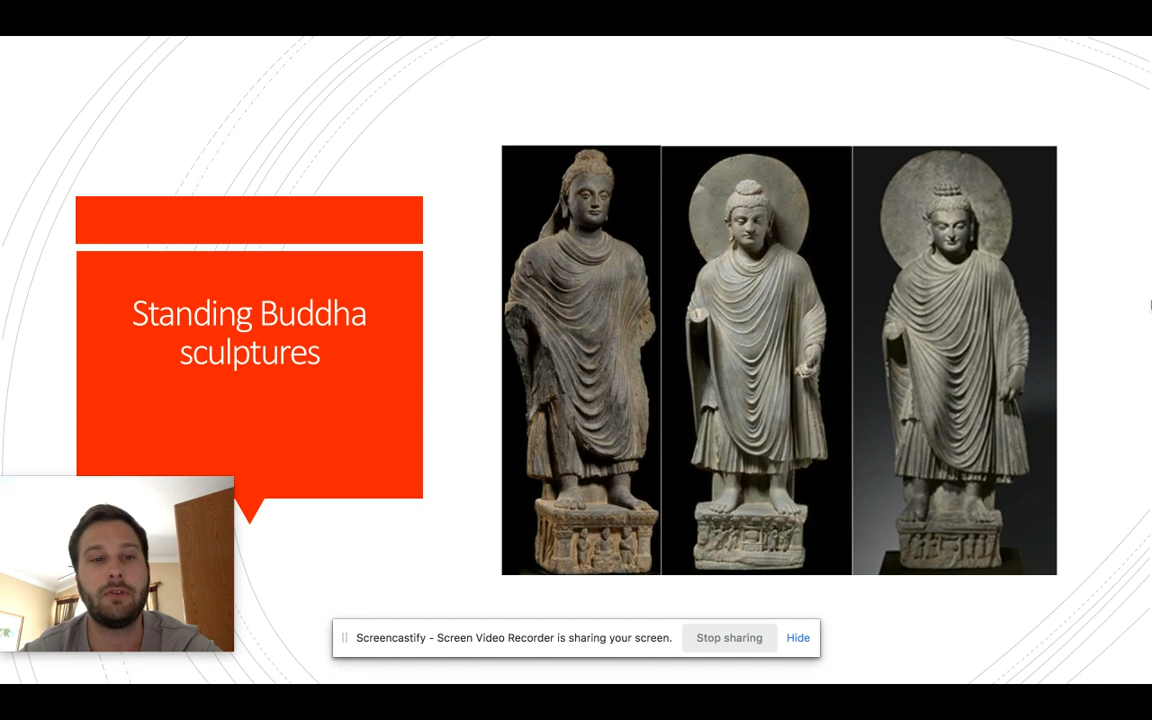 Standing Buddha
sculptures
Screencastify - Screen Video Recorder is sharing your screen.
Stop sharing
Hide